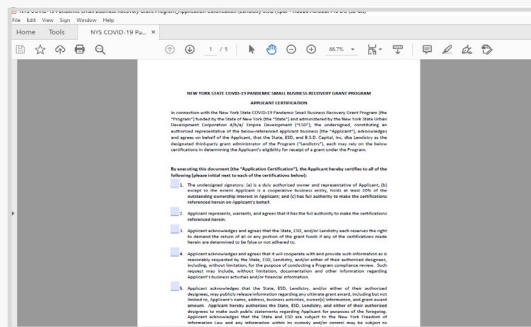 NYS COVID-19 Pandemic Small Business Recovery Grant Program_Application Certification
File Edit View Sign Window Help
Home Tools NYS COVID-19 Pa... ×
1 / 5 66.7%
NEW YORK STATE COVID-19 PANDEMIC SMALL BUSINESS RECOVERY GRANT PROGRAM
APPLICANT CERTIFICATION
In connection with the New York State COVID-19 Pandemic Small Business Recovery Grant Program (the
"Program") funded by the State of New York (the "State") and administered by the New York State Urban
Development Corporation d/b/a/ Empire Development ("ESD"), the undersigned, constituting an
authorized representative of the below-referenced applicant business (the "Applicant"), acknowledges
and agrees on behalf of the Applicant, that the State, ESD, and B.S.D. Capital, Inc. dba Lendistry as the
designated third-party grant administrator of the Program ("Lendistry"), each may rely on the below
certifications in determining the Applicant's eligibility for receipt of a grant under the Program.
By executing this document (the "Application Certification"), the Applicant hereby certifies to all of the
following (please initial next to each of the certifications below):
1. The undersigned signatory: (a) is a duly authorized owner and representative of Applicant, (b)
except to the extent Applicant is a cooperative business entity, holds at least 20% of the
outstanding ownership interest in Applicant; and (c) has full authority to make the certifications
referenced herein on Applicant's behalf.
2. Applicant represents, warrants, and agrees that it has the full authority to make the certifications
referenced herein.
3. Applicant acknowledges and agrees that the State, ESD, and/or Lendistry each reserves the right
to demand the return of all or any portion of the grant funds if any of the certifications made
herein are determined to be false or not adhered to.
4. Applicant acknowledges and agrees that it will cooperate with and provide such information as is
reasonably requested by the State, ESD, Lendistry, and/or either of their authorized designees,
including, without limitation, for the purpose of conducting a Program compliance review. Such
request may include, without limitation, documentation and other information regarding
Applicant's business activities and/or financial information.
5. Applicant acknowledges that the State, ESD, Lendistry, and/or either of their authorized
designees, may publicly release information regarding any ultimate grant award, including but not
limited to, Applicant's name, address, business activities, owner(s) information, and grant award
amount. Applicant hereby authorizes the State, ESD, Lendistry, and either of their authorized
designees to make such public statements regarding Applicant for purposes of the foregoing.
Applicant acknowledges that the State and ESD are subject to the New York Freedom of
Information Law and any information within its custody and/or control may be subject to